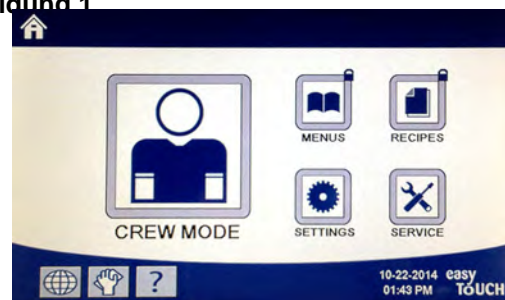 CREW MODE
MENUS
RECIPES
SETTINGS
SERVICE
?
10-22-2014
01:43 PM
easy
ToUCH